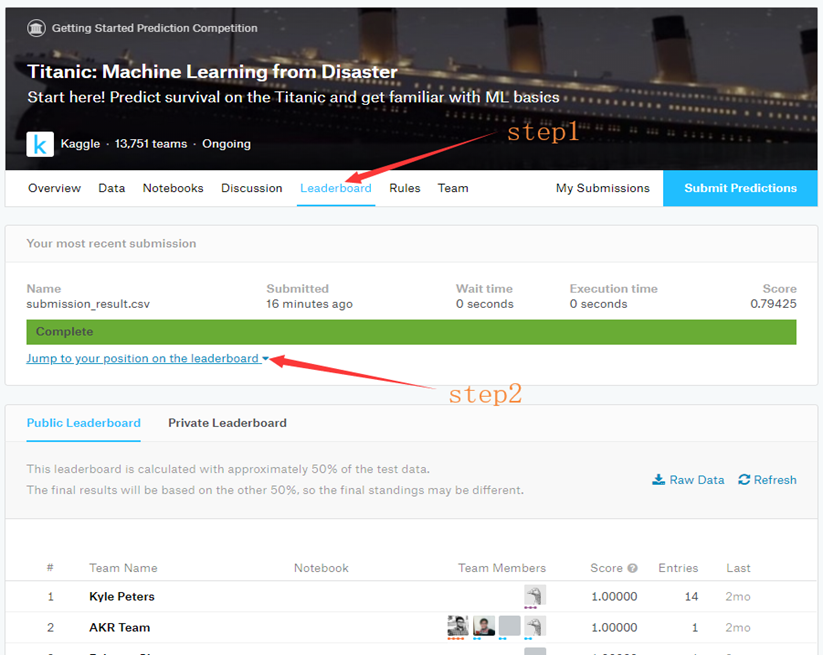 Getting Started Prediction Competition
Titanic: Machine Learning from Disaster
Start here! Predict survival on the Titanic and get familiar with ML basics
step1
k Kaggle · 13,751 teams · Ongoing
Overview Data Notebooks Discussion Leaderboard Rules Team My Submissions Submit Predictions
Your most recent submission
Name Submitted Wait time Execution time Score
submission_result.csv 16 minutes ago 0 seconds 0 seconds 0.79425
Complete
Jump to your position on the leaderboard
step2
Public Leaderboard Private Leaderboard
This leaderboard is calculated with approximately 50% of the test data.
The final results will be based on the other 50%, so the final standings may be different.
Raw Data Refresh
# Team Name Notebook Team Members Score ? Entries Last
1 Kyle Peters 1.00000 14 2mo
2 AKR Team 1.00000 1 2mo